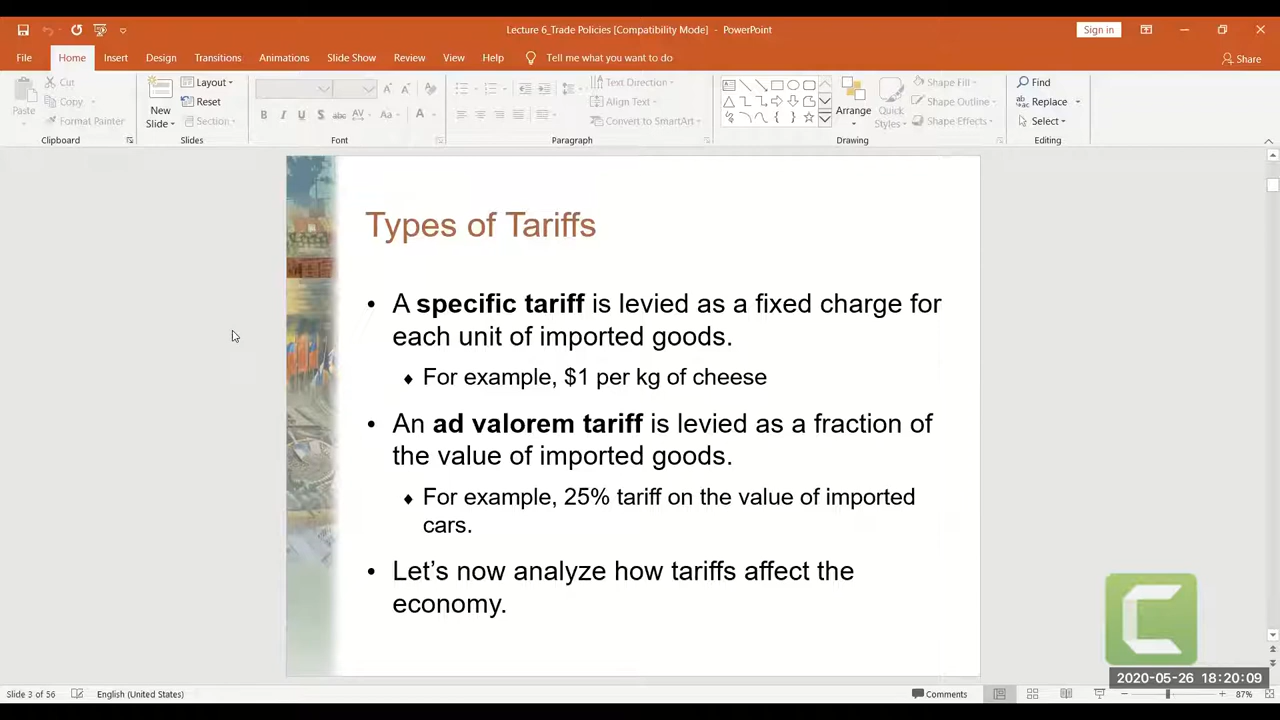 Lecture 6_Trade Policies [Compatibility Mode] - PowerPoint
Sign in
File Home Insert Design Transitions Animations Slide Show Review View Help Tell me what you want to do
Share
Paste
Cut
Copy
Format Painter
Clipboard
New Slide
Layout
Reset
Section
Slides
B I U S abc AV Aa A
Font
Text Direction
Align Text
Convert to SmartArt
Paragraph
Arrange
Quick Styles
Shape Fill
Shape Outline
Shape Effects
Drawing
Find
Replace
Select
Editing
Types of Tariffs
• A specific tariff is levied as a fixed charge for
each unit of imported goods.
♦ For example, $1 per kg of cheese
• An ad valorem tariff is levied as a fraction of
the value of imported goods.
♦ For example, 25% tariff on the value of imported
cars.
• Let’s now analyze how tariffs affect the
economy.
2020-05-26 18:20:09
Slide 3 of 56
English (United States)
Comments
87%